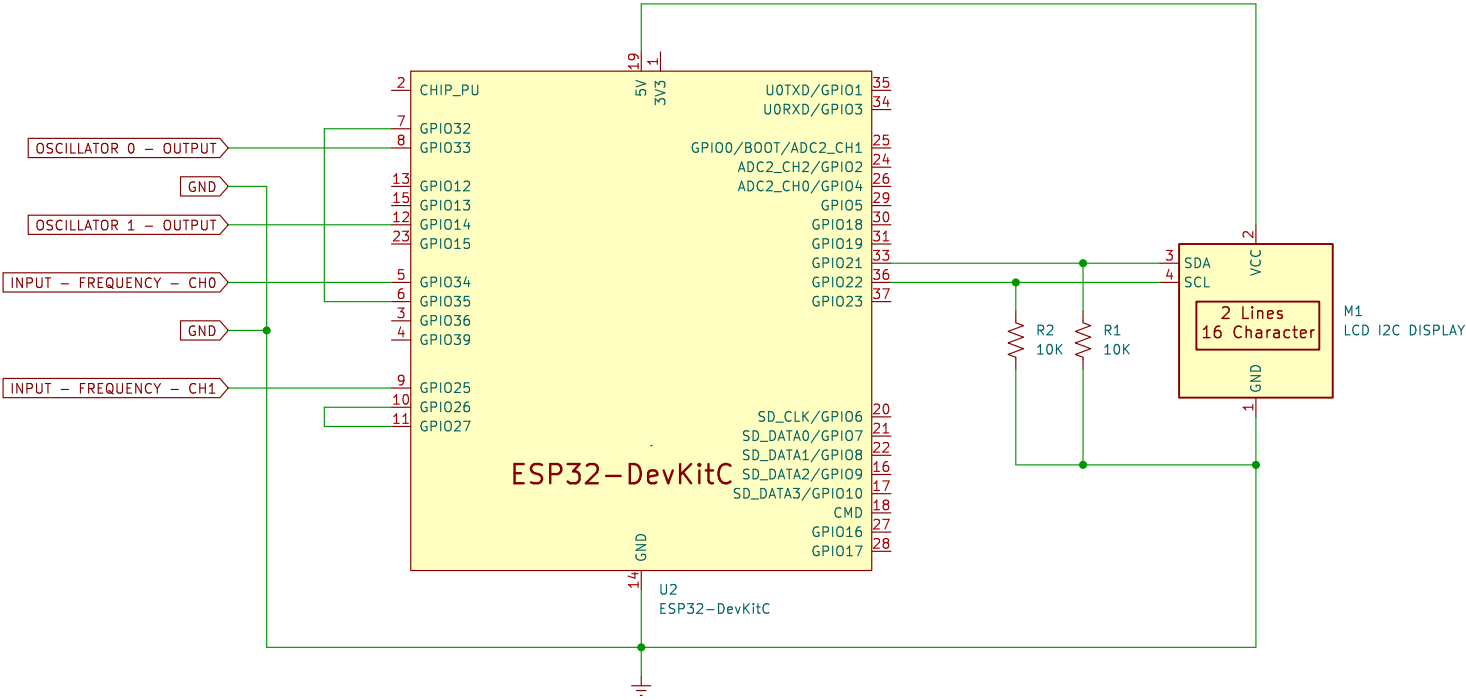 19
1
5V
3V3
2 CHIP_PU
U0TXD/GPIO1 35
U0RXD/GPIO3 34
7 GPIO32
OSCILLATOR 0 – OUTPUT
8 GPIO33
GPIO0/BOOT/ADC2_CH1 25
ADC2_CH2/GPIO2 24
GND
13 GPIO12
ADC2_CH0/GPIO4 26
15 GPIO13
GPIO5 29
OSCILLATOR 1 – OUTPUT
12 GPIO14
GPIO18 30
23 GPIO15
GPIO19 31
2
VCC
GPIO21 33
3 SDA
INPUT – FREQUENCY – CH0
5 GPIO34
GPIO22 36
4 SCL
6 GPIO35
GPIO23 37
3 GPIO36
GND
4 GPIO39
R2
10K
R1
10K
2 Lines
16 Character
M1
LCD I2C DISPLAY
GND
1
INPUT – FREQUENCY – CH1
9 GPIO25
10 GPIO26
11 GPIO27
SD_CLK/GPIO6 20
SD_DATA0/GPIO7 21
SD_DATA1/GPIO8 22
ESP32–DevKitC
SD_DATA2/GPIO9 16
SD_DATA3/GPIO10 17
CMD 18
GPIO16 27
GPIO17 28
GND
14
U2
ESP32–DevKitC